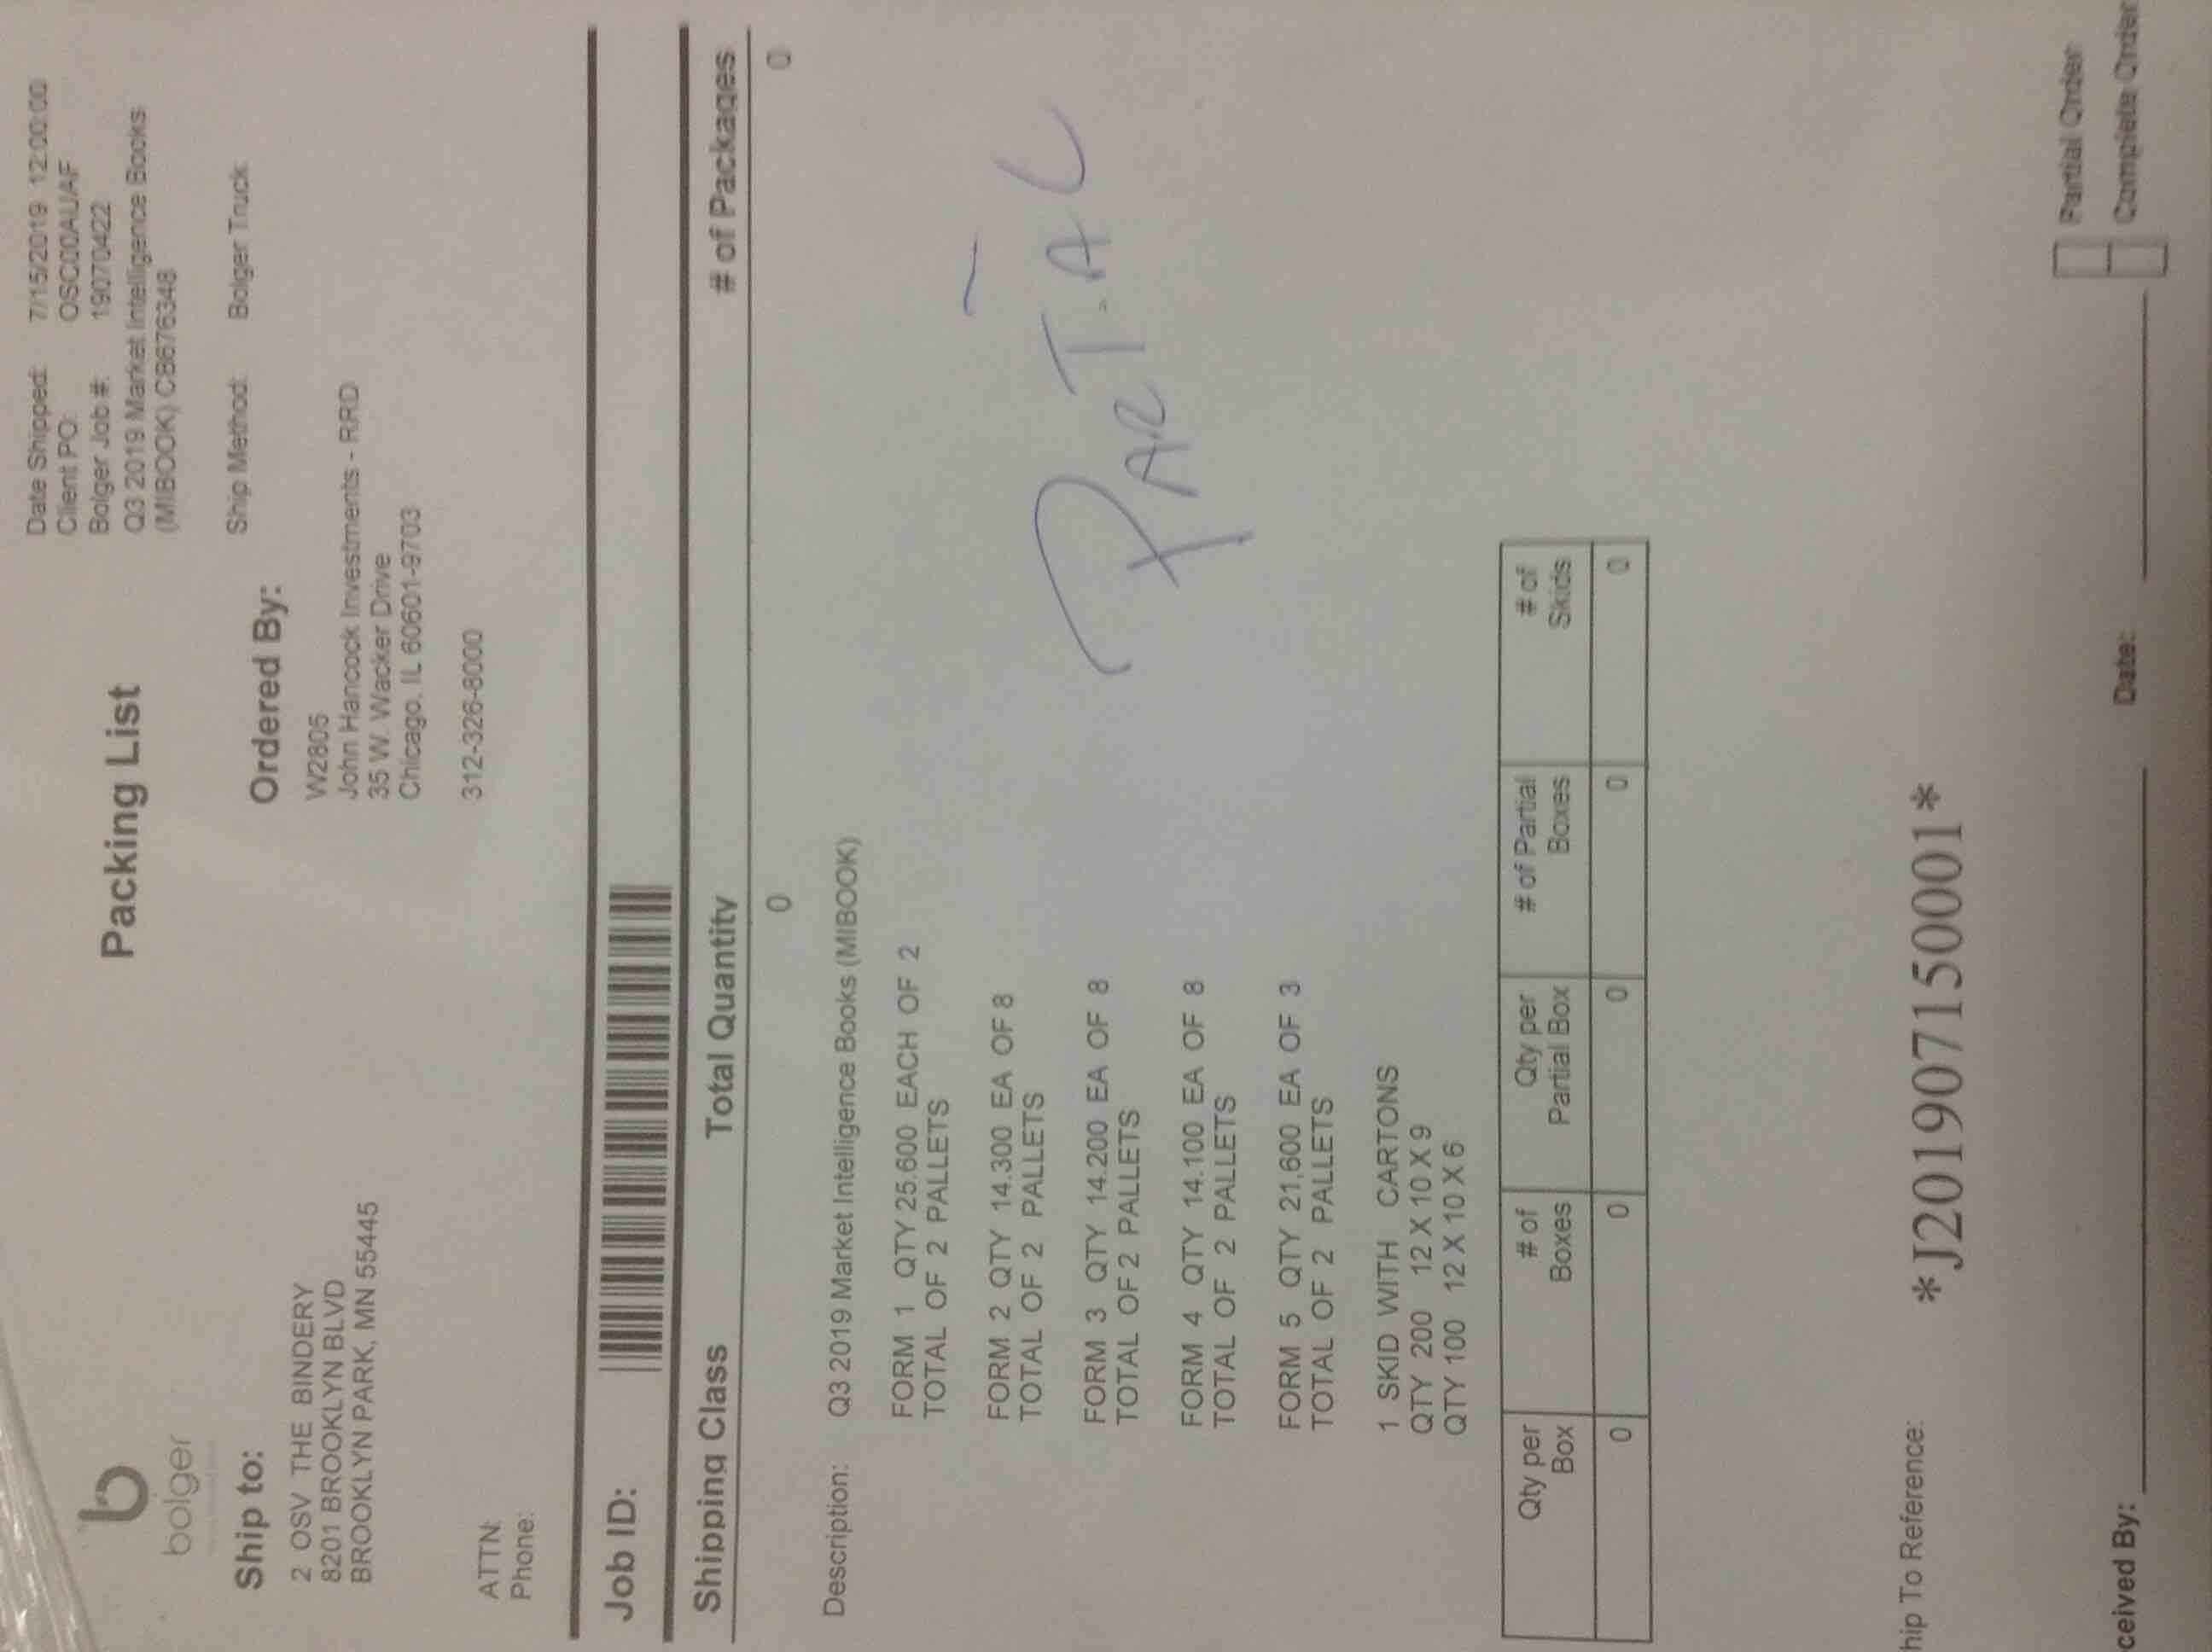 bolger
Packing List
Date Shipped: 7/15/2019 12:00:00
Client PO: OSC00AUAF
Bolger Job #: 19070422
Q3 2019 Market Intelligence Books
(MIBOOK) CB676348
Ship Method: Bolger Truck
Ship to:
2 OSV THE BINDERY
8201 BROOKLYN BLVD
BROOKLYN PARK, MN 55445
ATTN:
Phone:
Ordered By:
W2805
John Hancock Investments - RRD
35 W. Wacker Drive
Chicago, IL 60601-9703
312-326-8000
Job ID:
Shipping Class Total Quantity # of Packages
0 0
Description: Q3 2019 Market Intelligence Books (MIBOOK)
FORM 1 QTY 25.600 EACH OF 2
TOTAL OF 2 PALLETS
FORM 2 QTY 14.300 EA OF 8
TOTAL OF 2 PALLETS
FORM 3 QTY 14.200 EA OF 8
TOTAL OF 2 PALLETS
FORM 4 QTY 14.100 EA OF 8
TOTAL OF 2 PALLETS
FORM 5 QTY 21,600 EA OF 3
TOTAL OF 2 PALLETS
PARTIAL
1 SKID WITH CARTONS
QTY 200 12 X 10 X 9
QTY 100 12 X 10 X 6
Qty per Box # of Boxes Qty per Partial Box # of Partial Boxes # of Skids
0 0 0 0 0
hip To Reference: *J201907150001*
Partial Order
ceived By: Date: Complete Order